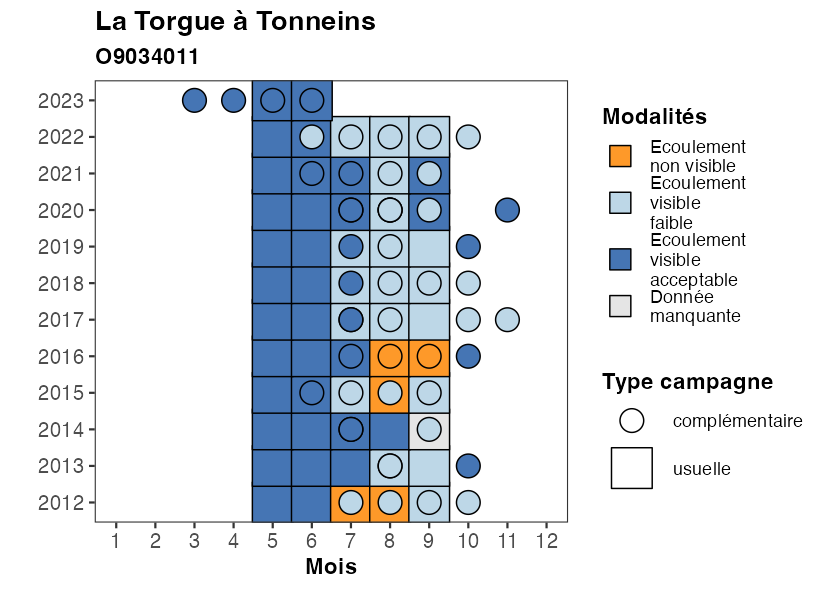 La Torgue à Tonneins
O9034011
2023
2022
2021
2020
2019
2018
2017
2016
2015
2014
2013
2012
1 2 3 4 5 6 7 8 9 10 11 12
Mois
Modalités
Ecoulement
non visible
Ecoulement
visible
faible
Ecoulement
visible
acceptable
Donnée
manquante
Type campagne
complémentaire
usuelle